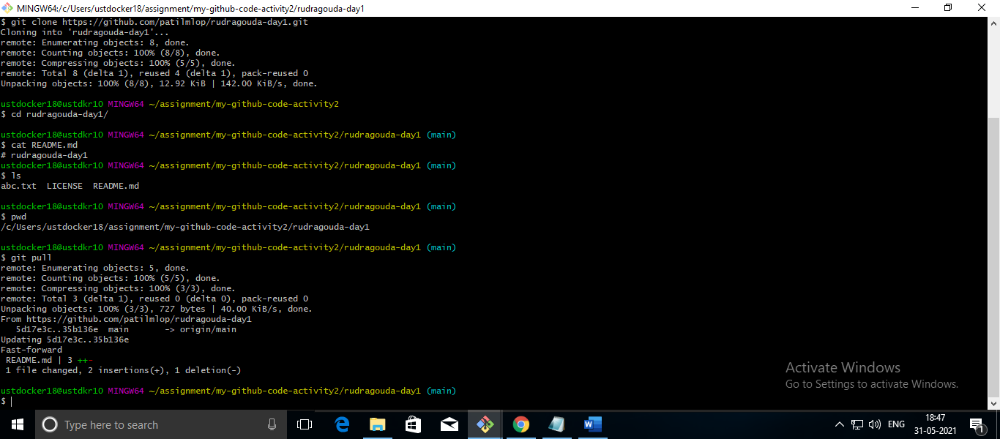 MINGW64:/c/Users/ustdocker18/assignment/my-github-code-activity2/rudragouda-day1
$ git clone https://github.com/patilmlop/rudragouda-day1.git
Cloning into 'rudragouda-day1'...
remote: Enumerating objects: 8, done.
remote: Counting objects: 100% (8/8), done.
remote: Compressing objects: 100% (5/5), done.
remote: Total 8 (delta 1), reused 4 (delta 1), pack-reused 0
Unpacking objects: 100% (8/8), 12.92 KiB | 142.00 KiB/s, done.
ustdocker18@ustdkr10 MINGW64 ~/assignment/my-github-code-activity2
$ cd rudragouda-day1/
ustdocker18@ustdkr10 MINGW64 ~/assignment/my-github-code-activity2/rudragouda-day1 (main)
$ cat README.md
# rudragouda-day1
ustdocker18@ustdkr10 MINGW64 ~/assignment/my-github-code-activity2/rudragouda-day1 (main)
$ ls
abc.txt  LICENSE  README.md
ustdocker18@ustdkr10 MINGW64 ~/assignment/my-github-code-activity2/rudragouda-day1 (main)
$ pwd
/c/Users/ustdocker18/assignment/my-github-code-activity2/rudragouda-day1
ustdocker18@ustdkr10 MINGW64 ~/assignment/my-github-code-activity2/rudragouda-day1 (main)
$ git pull
remote: Enumerating objects: 5, done.
remote: Counting objects: 100% (5/5), done.
remote: Compressing objects: 100% (3/3), done.
remote: Total 3 (delta 1), reused 0 (delta 0), pack-reused 0
Unpacking objects: 100% (3/3), 727 bytes | 40.00 KiB/s, done.
From https://github.com/patilmlop/rudragouda-day1
   5d17e3c..35b136e  main       -> origin/main
Updating 5d17e3c..35b136e
Fast-forward
 README.md | 3 ++-
 1 file changed, 2 insertions(+), 1 deletion(-)
ustdocker18@ustdkr10 MINGW64 ~/assignment/my-github-code-activity2/rudragouda-day1 (main)
$
Activate Windows
Go to Settings to activate Windows.
Type here to search
ENG
18:47
31-05-2021
1